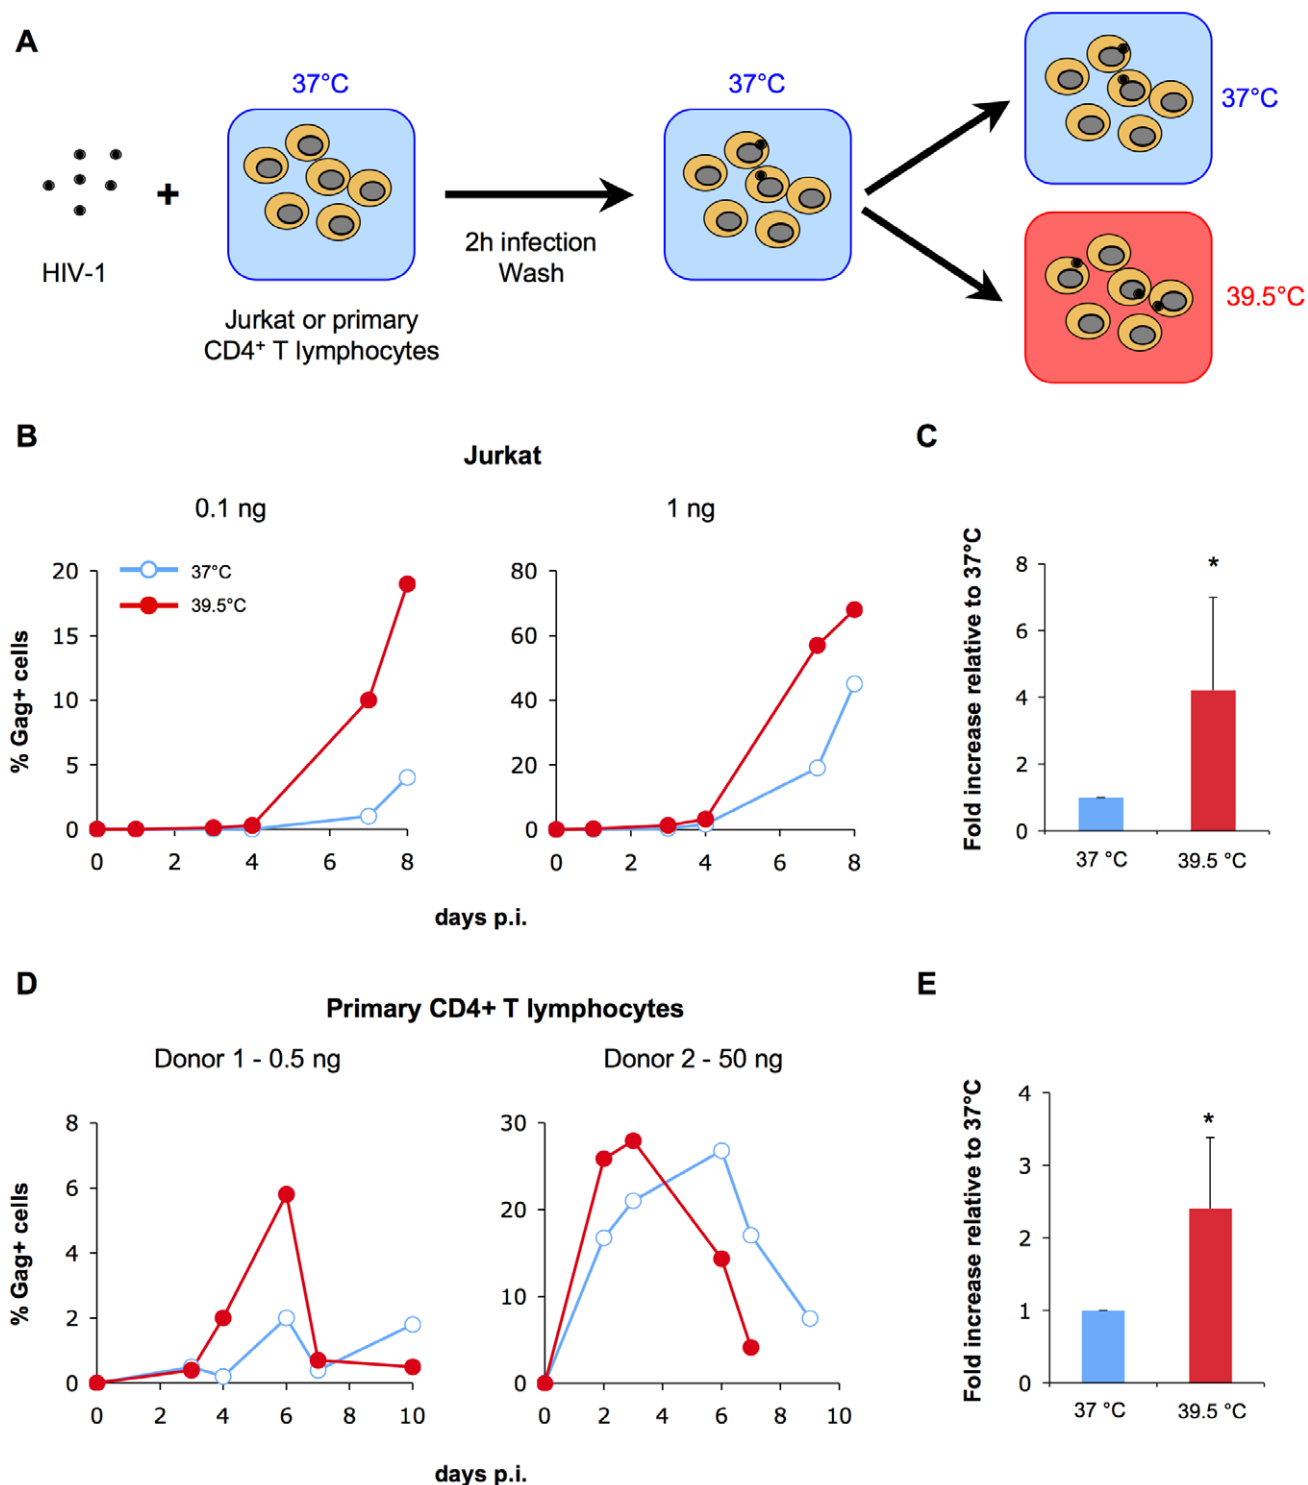 A
37°C
37°C
37°C
+
HIV-1
2h infection
Wash
39.5°C
Jurkat or primary
CD4⁺ T lymphocytes
B
Jurkat
0.1 ng
1 ng
37°C
39.5°C
% Gag+ cells
20
15
10
5
0
0 2 4 6 8
80
60
40
20
0
0 2 4 6 8
days p.i.
C
Fold increase relative to 37°C
8
6
4
2
0
*
37 °C
39.5 °C
D
Primary CD4+ T lymphocytes
Donor 1 - 0.5 ng
Donor 2 - 50 ng
% Gag+ cells
8
6
4
2
0
0 2 4 6 8 10
30
20
10
0
0 2 4 6 8 10
days p.i.
E
Fold increase relative to 37°C
4
3
2
1
0
*
37 °C
39.5 °C